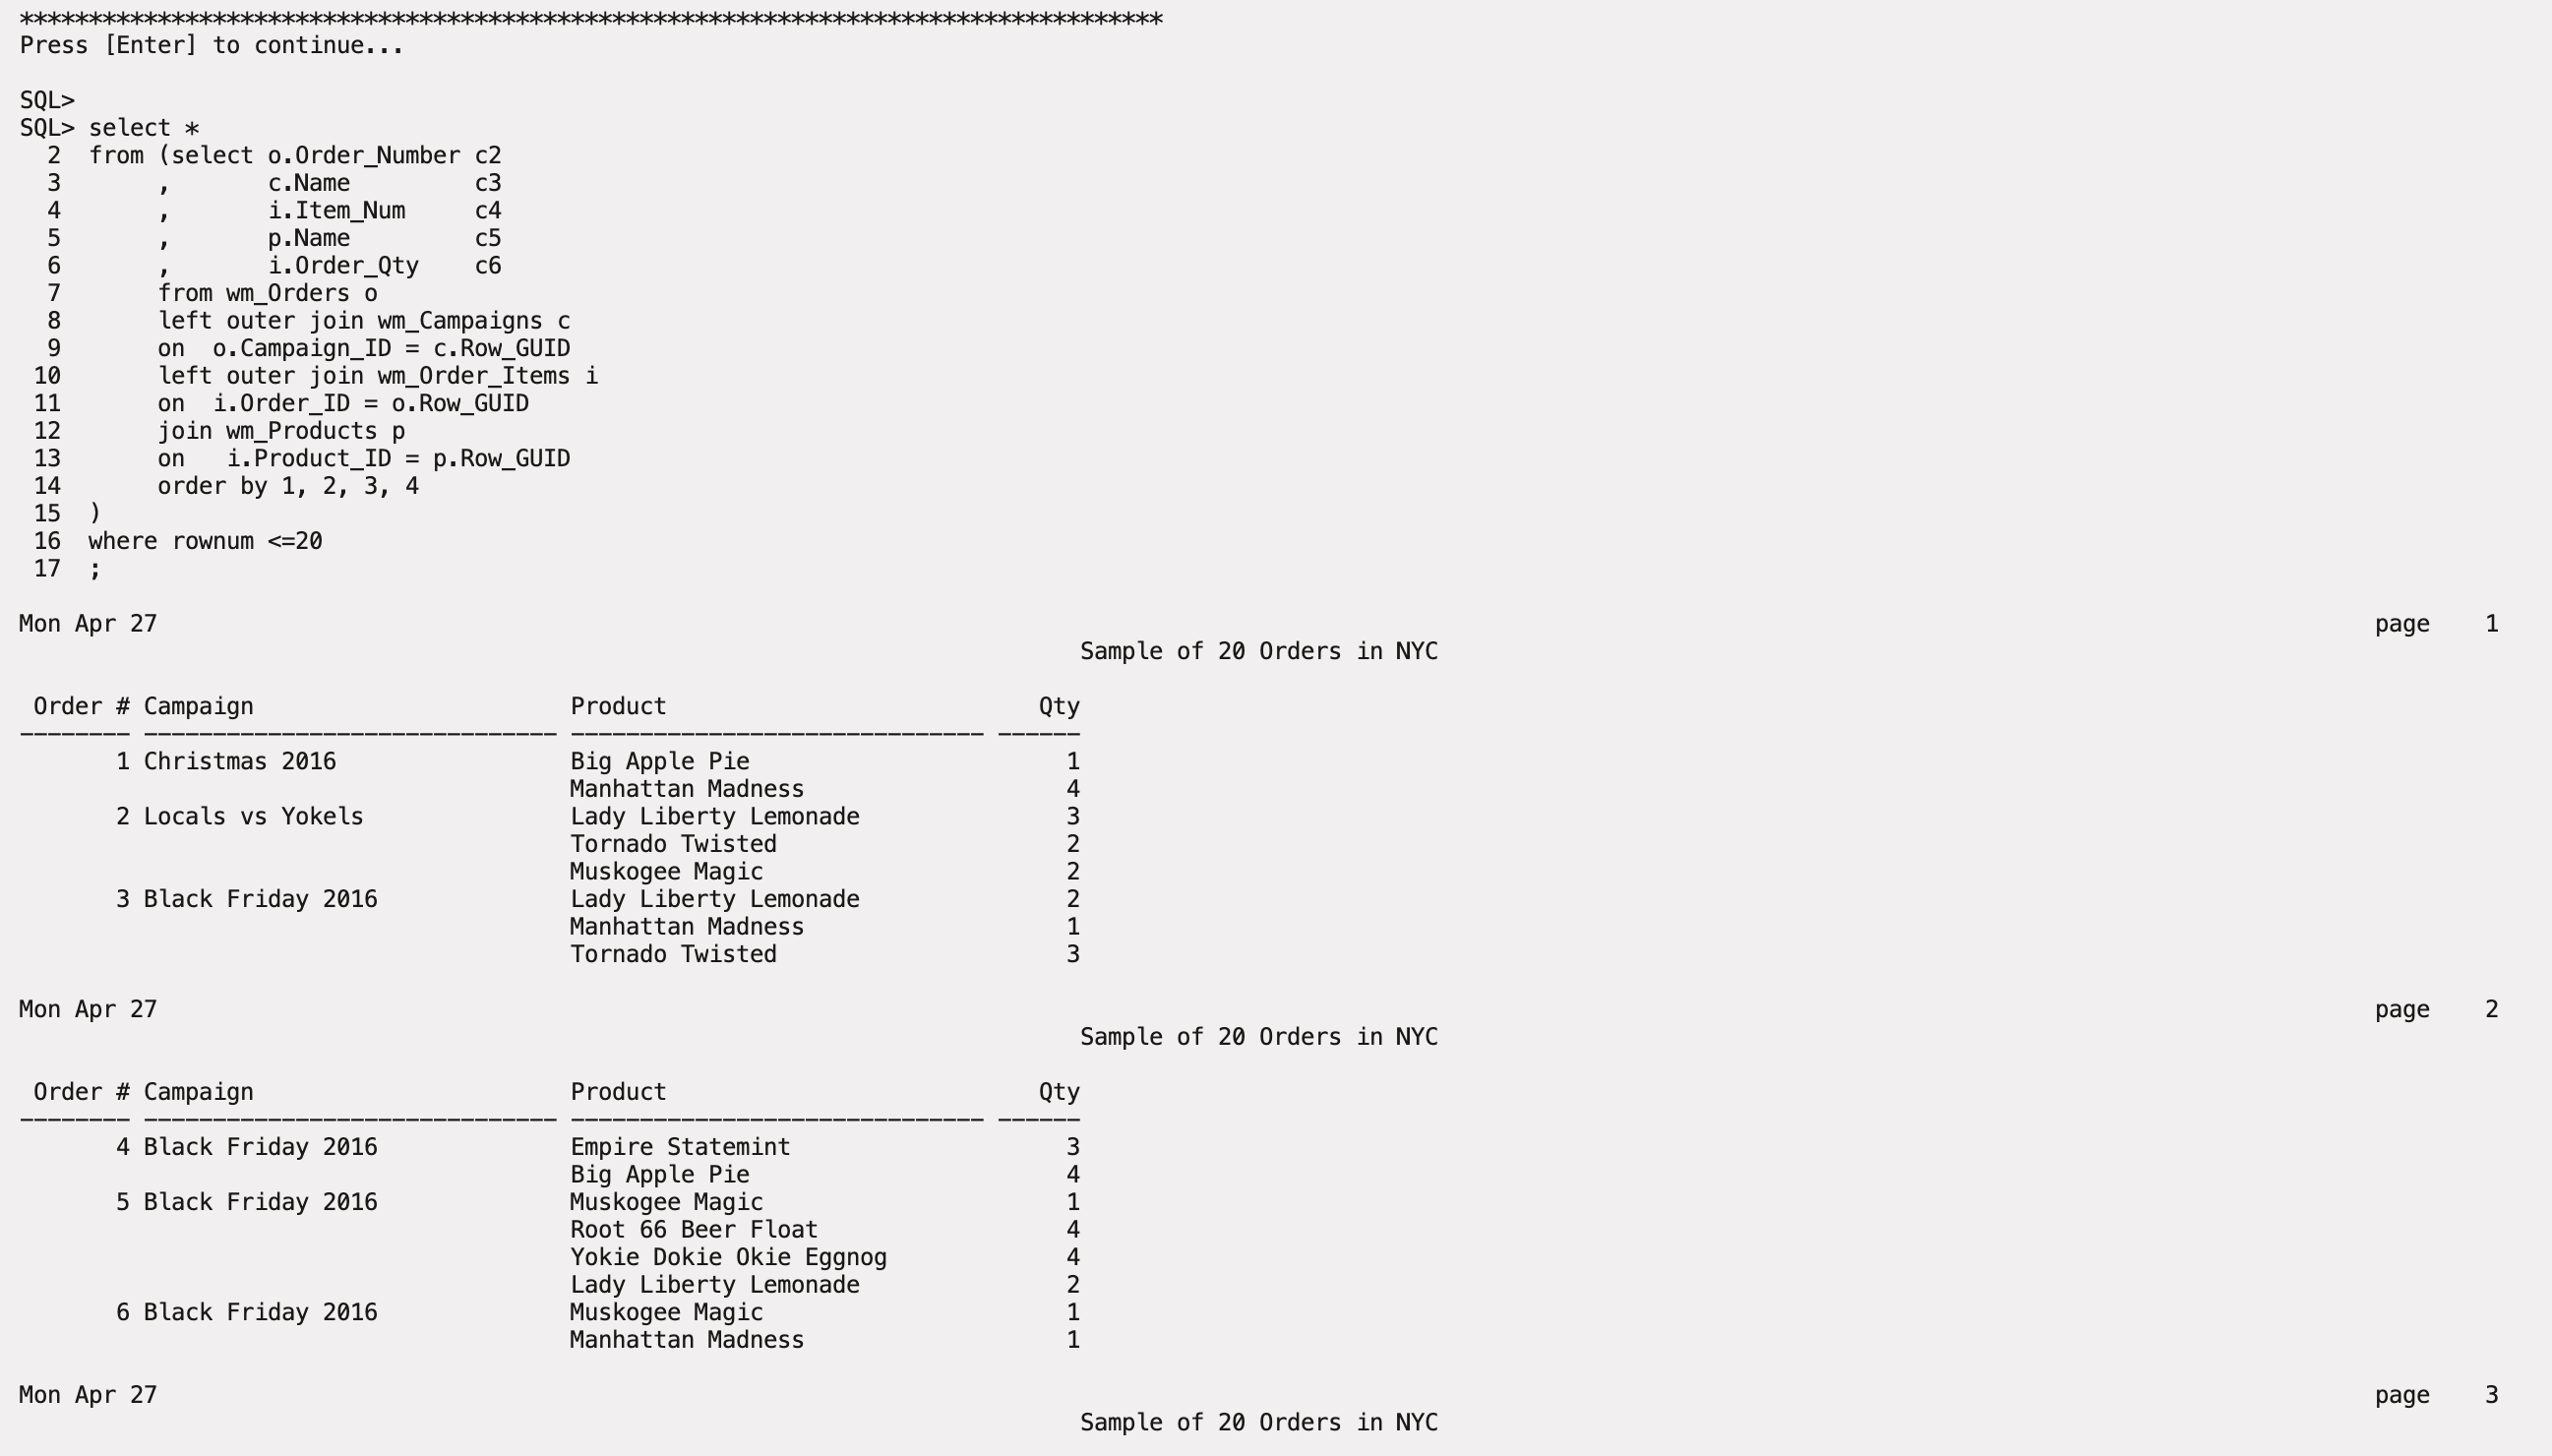 ***********************************************************************************
Press [Enter] to continue...
SQL>
SQL> select *
  2  from (select o.Order_Number c2
  3       ,       c.Name         c3
  4       ,       i.Item_Num     c4
  5       ,       p.Name         c5
  6       ,       i.Order_Qty    c6
  7       from wm_Orders o
  8       left outer join wm_Campaigns c
  9       on  o.Campaign_ID = c.Row_GUID
 10       left outer join wm_Order_Items i
 11       on  i.Order_ID = o.Row_GUID
 12       join wm_Products p
 13       on   i.Product_ID = p.Row_GUID
 14       order by 1, 2, 3, 4
 15  )
 16  where rownum <=20
 17  ;
Mon Apr 27 page    1
Sample of 20 Orders in NYC
 Order # Campaign                       Product                           Qty
-------- ------------------------------ ------------------------------ ------
       1 Christmas 2016                 Big Apple Pie                       1
                                        Manhattan Madness                   4
       2 Locals vs Yokels               Lady Liberty Lemonade               3
                                        Tornado Twisted                     2
                                        Muskogee Magic                      2
       3 Black Friday 2016              Lady Liberty Lemonade               2
                                        Manhattan Madness                   1
                                        Tornado Twisted                     3
Mon Apr 27 page    2
Sample of 20 Orders in NYC
 Order # Campaign                       Product                           Qty
-------- ------------------------------ ------------------------------ ------
       4 Black Friday 2016              Empire Statemint                    3
                                        Big Apple Pie                       4
       5 Black Friday 2016              Muskogee Magic                      1
                                        Root 66 Beer Float                  4
                                        Yokie Dokie Okie Eggnog             4
                                        Lady Liberty Lemonade               2
       6 Black Friday 2016              Muskogee Magic                      1
                                        Manhattan Madness                   1
Mon Apr 27 page    3
Sample of 20 Orders in NYC